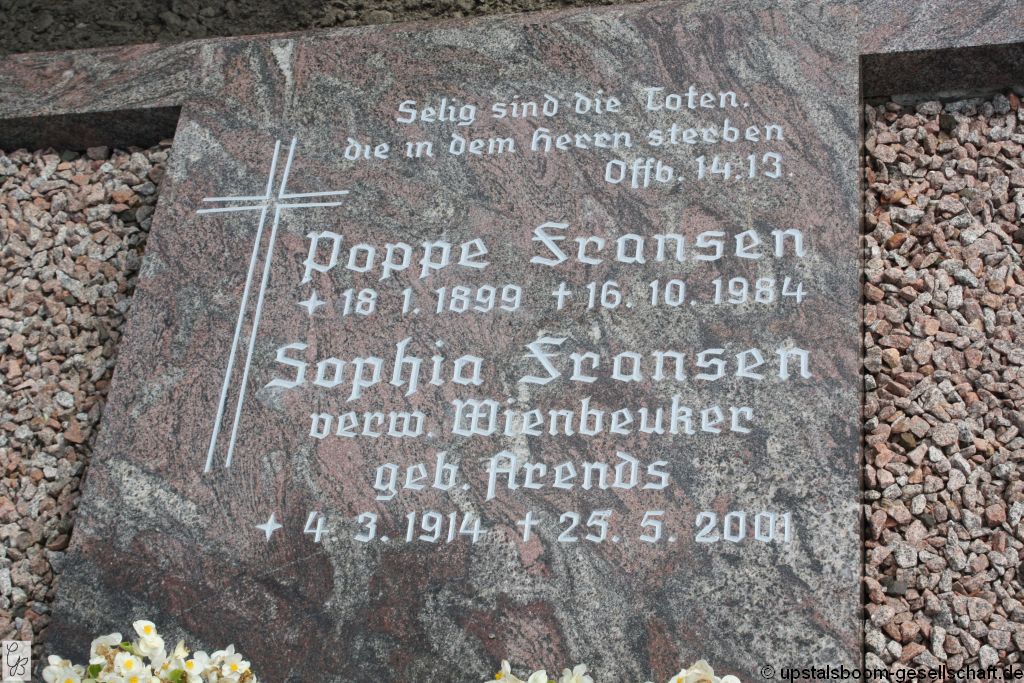 Selig sind die Toten.
die in dem Herrn sterben
Offb. 14.13.
Poppe Fransen
✦ 18 1. 1899 † 16. 10. 1984
Sophia Fransen
verw. Wienbeuker
geb. Arends
✦ 4. 3. 1914 † 25. 5. 2001
GB
© upstalsboom-gesellschaft.de